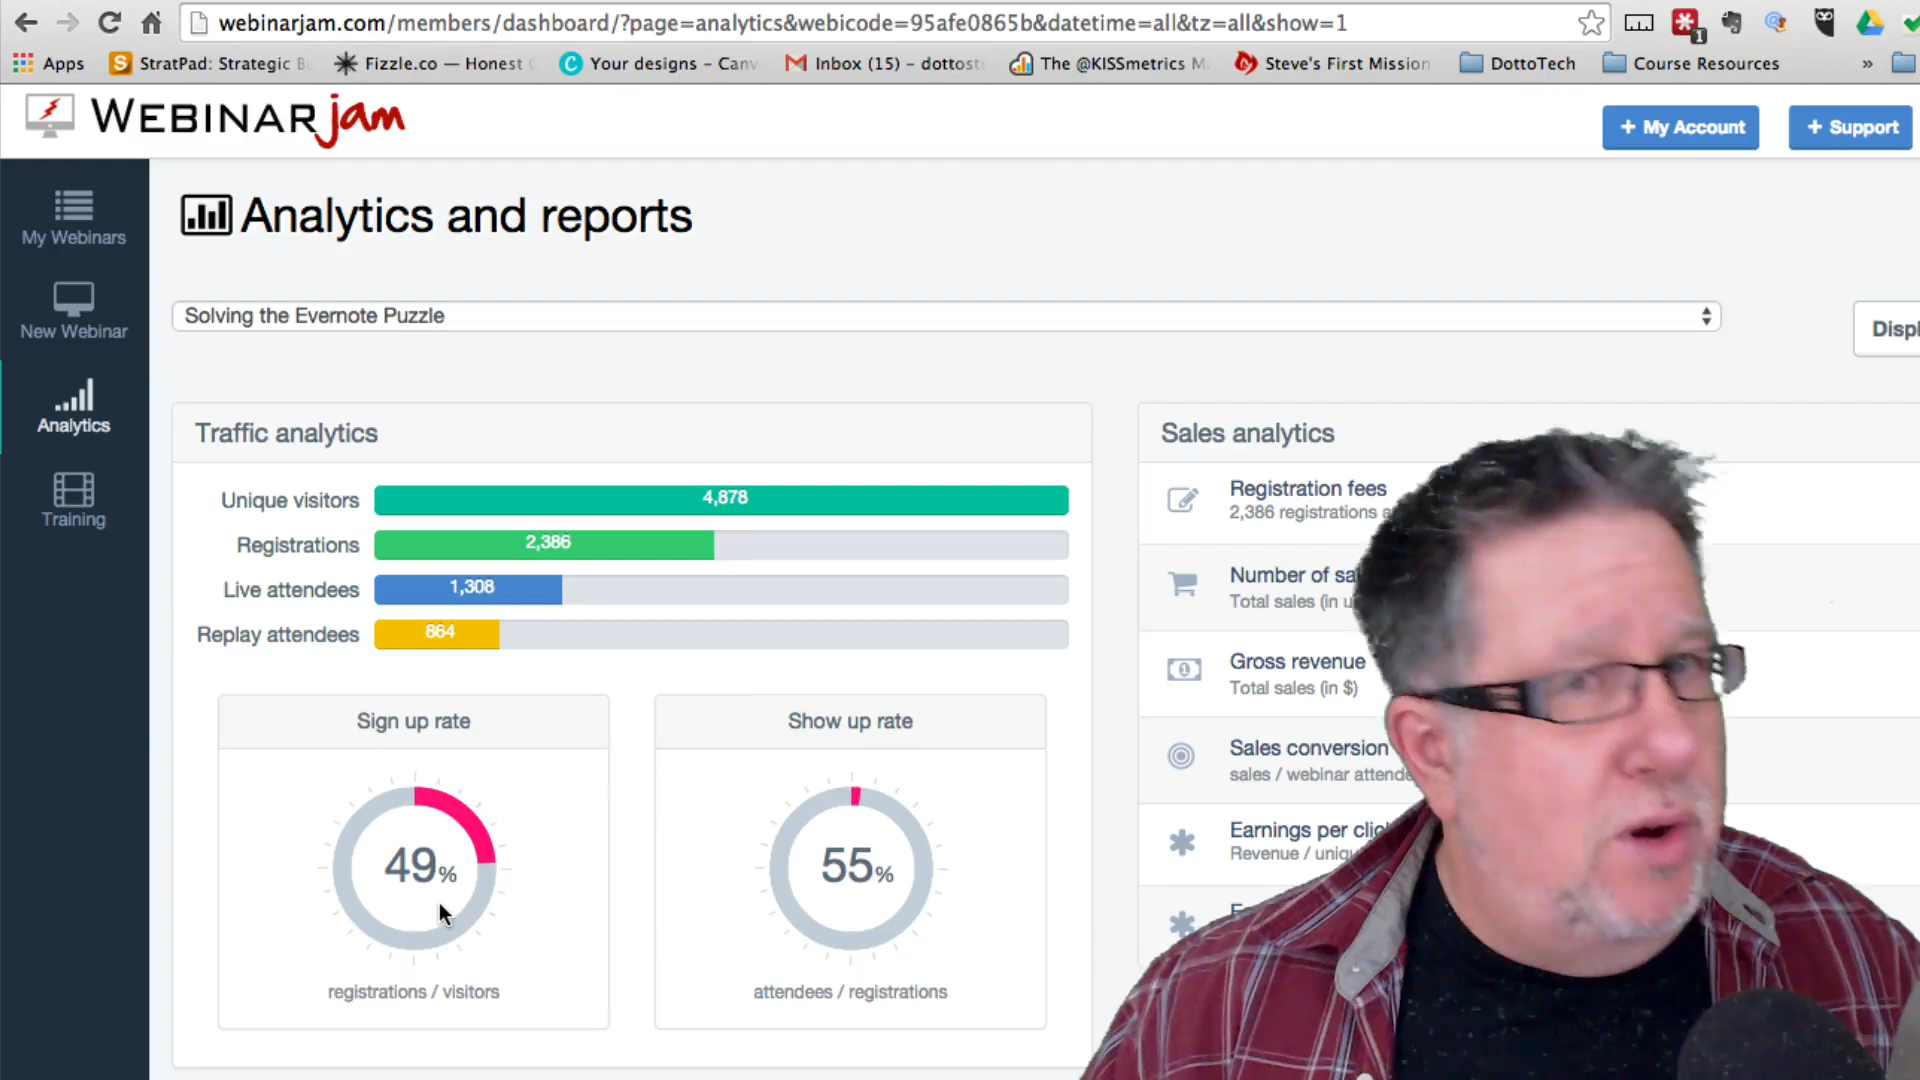 webinarjam.com/members/dashboard/?page=analytics&webicode=95afe0865b&datetime=all&tz=all&show=1
1
Apps StratPad: Strategic B Fizzle.co — Honest Your designs - Canv Inbox (15) - dottost The @KISSmetrics M Steve's First Mission DottoTech Course Resources »
WEBINARjam
+ My Account + Support
My Webinars
New Webinar
Analytics
Training
Analytics and reports
Solving the Evernote Puzzle
Displ
Traffic analytics
Unique visitors 4,878
Registrations 2,386
Live attendees 1,308
Replay attendees 864
Sign up rate
49%
registrations / visitors
Show up rate
55%
attendees / registrations
Sales analytics
Registration fees
2,386 registrations a
Number of sa
Total sales (in u
Gross revenue
Total sales (in $)
Sales conversion
sales / webinar attende
Earnings per clic
Revenue / uniqu